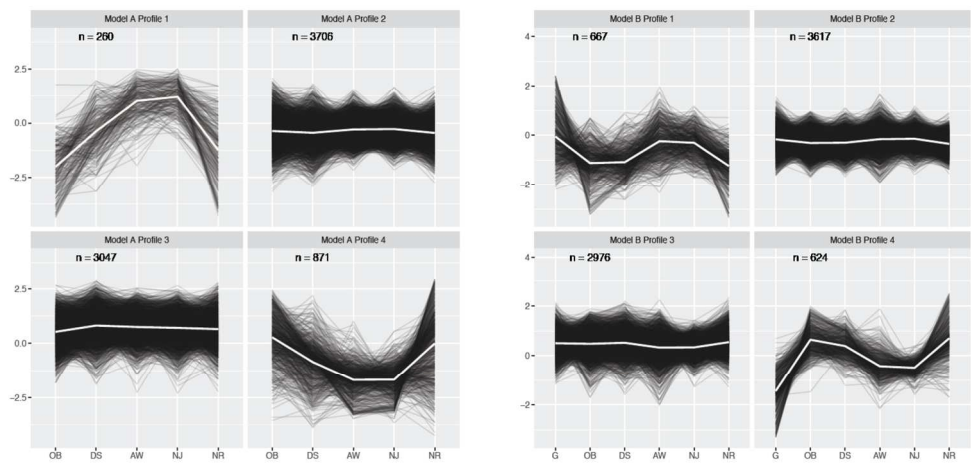 Model A Profile 1
Model A Profile 2
n = 260
n = 3706
2.5
0.0
−2.5
Model A Profile 3
Model A Profile 4
n = 3047
n = 871
2.5
0.0
−2.5
OB DS AW NJ NR
OB DS AW NJ NR
Model B Profile 1
Model B Profile 2
n = 667
n = 3617
4
2
0
−2
Model B Profile 3
Model B Profile 4
n = 2976
n = 624
4
2
0
−2
G OB DS AW NJ NR
G OB DS AW NJ NR